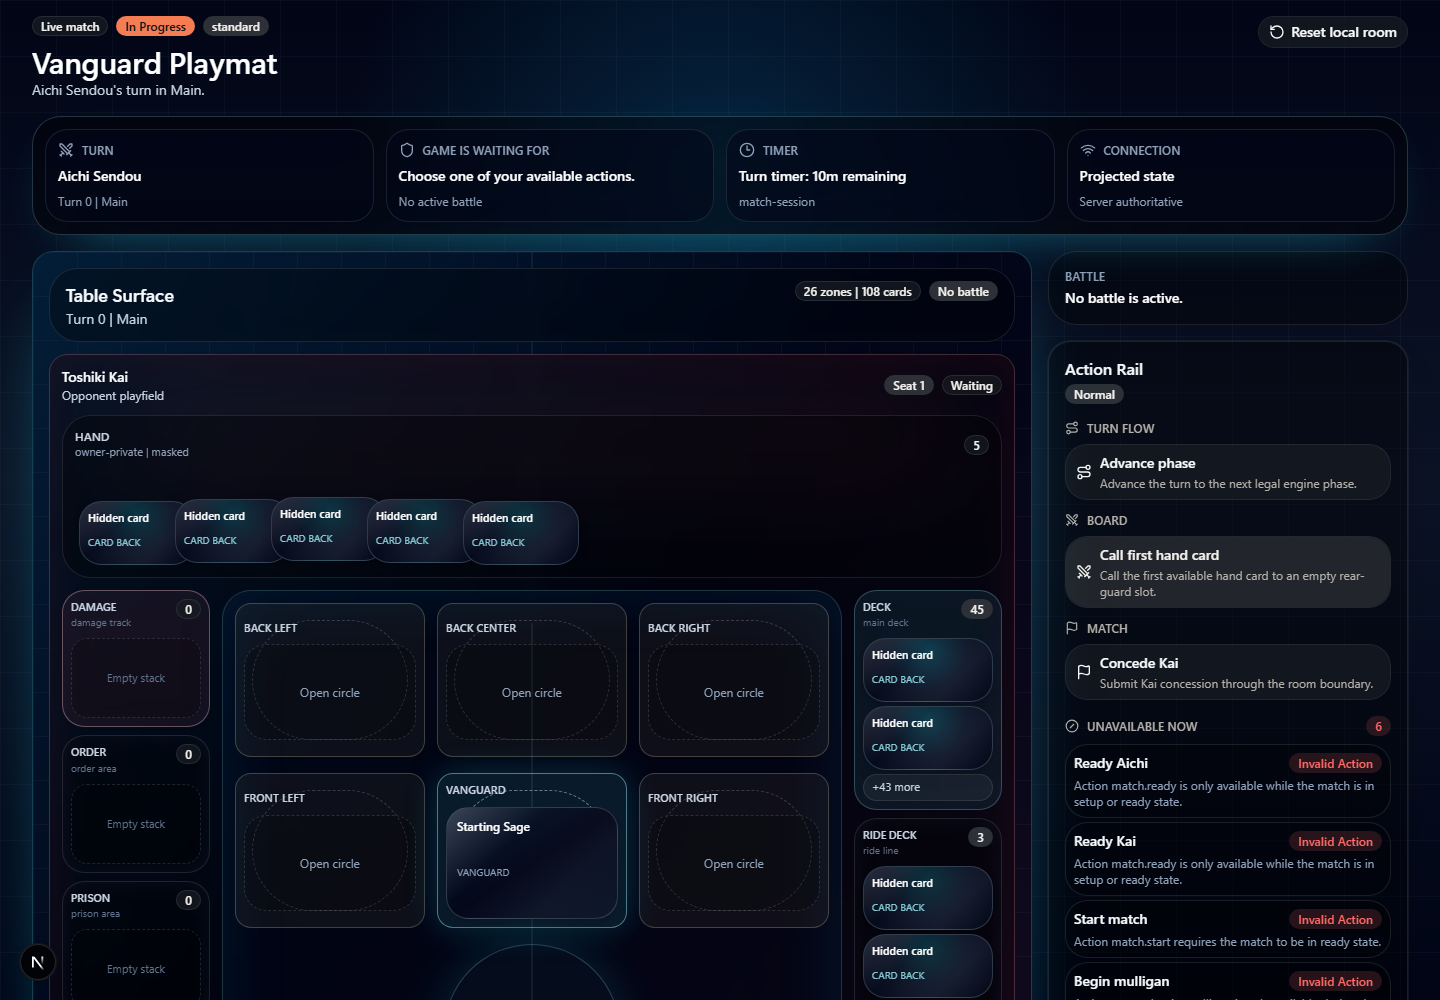 Live match In Progress standard
Reset local room
Vanguard Playmat
Aichi Sendou's turn in Main.
TURN
Aichi Sendou
Turn 0 | Main
GAME IS WAITING FOR
Choose one of your available actions.
No active battle
TIMER
Turn timer: 10m remaining
match-session
CONNECTION
Projected state
Server authoritative
Table Surface
Turn 0 | Main
26 zones | 108 cards No battle
Toshiki Kai
Opponent playfield
Seat 1 Waiting
HAND
owner-private | masked
5
Hidden card
CARD BACK
Hidden card
CARD BACK
Hidden card
CARD BACK
Hidden card
CARD BACK
Hidden card
CARD BACK
DAMAGE 0
damage track
Empty stack
ORDER 0
order area
Empty stack
PRISON 0
prison area
Empty stack
BACK LEFT
Open circle
BACK CENTER
Open circle
BACK RIGHT
Open circle
FRONT LEFT
Open circle
VANGUARD
Starting Sage
VANGUARD
FRONT RIGHT
Open circle
DECK 45
main deck
Hidden card
CARD BACK
Hidden card
CARD BACK
+43 more
RIDE DECK 3
ride line
Hidden card
CARD BACK
Hidden card
CARD BACK
BATTLE
No battle is active.
Action Rail
Normal
TURN FLOW
Advance phase
Advance the turn to the next legal engine phase.
BOARD
Call first hand card
Call the first available hand card to an empty rear-
guard slot.
MATCH
Concede Kai
Submit Kai concession through the room boundary.
UNAVAILABLE NOW 6
Ready Aichi Invalid Action
Action match.ready is only available while the match is in
setup or ready state.
Ready Kai Invalid Action
Action match.ready is only available while the match is in
setup or ready state.
Start match Invalid Action
Action match.start requires the match to be in ready state.
Begin mulligan Invalid Action
N